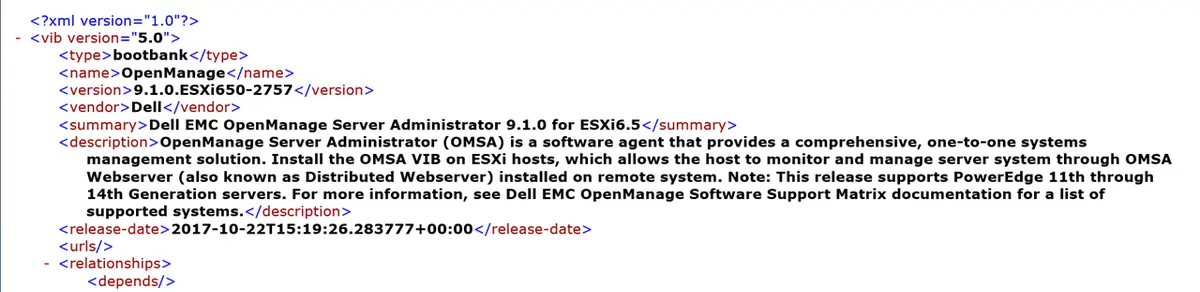 <?xml version="1.0"?>
- <vib version="5.0">
<type>bootbank</type>
<name>OpenManage</name>
<version>9.1.0.ESXi650-2757</version>
<vendor>Dell</vendor>
<summary>Dell EMC OpenManage Server Administrator 9.1.0 for ESXi6.5</summary>
<description>OpenManage Server Administrator (OMSA) is a software agent that provides a comprehensive, one-to-one systems
management solution. Install the OMSA VIB on ESXi hosts, which allows the host to monitor and manage server system through OMSA
Webserver (also known as Distributed Webserver) installed on remote system. Note: This release supports PowerEdge 11th through
14th Generation servers. For more information, see Dell EMC OpenManage Software Support Matrix documentation for a list of
supported systems.</description>
<release-date>2017-10-22T15:19:26.283777+00:00</release-date>
<urls/>
- <relationships>
<depends/>